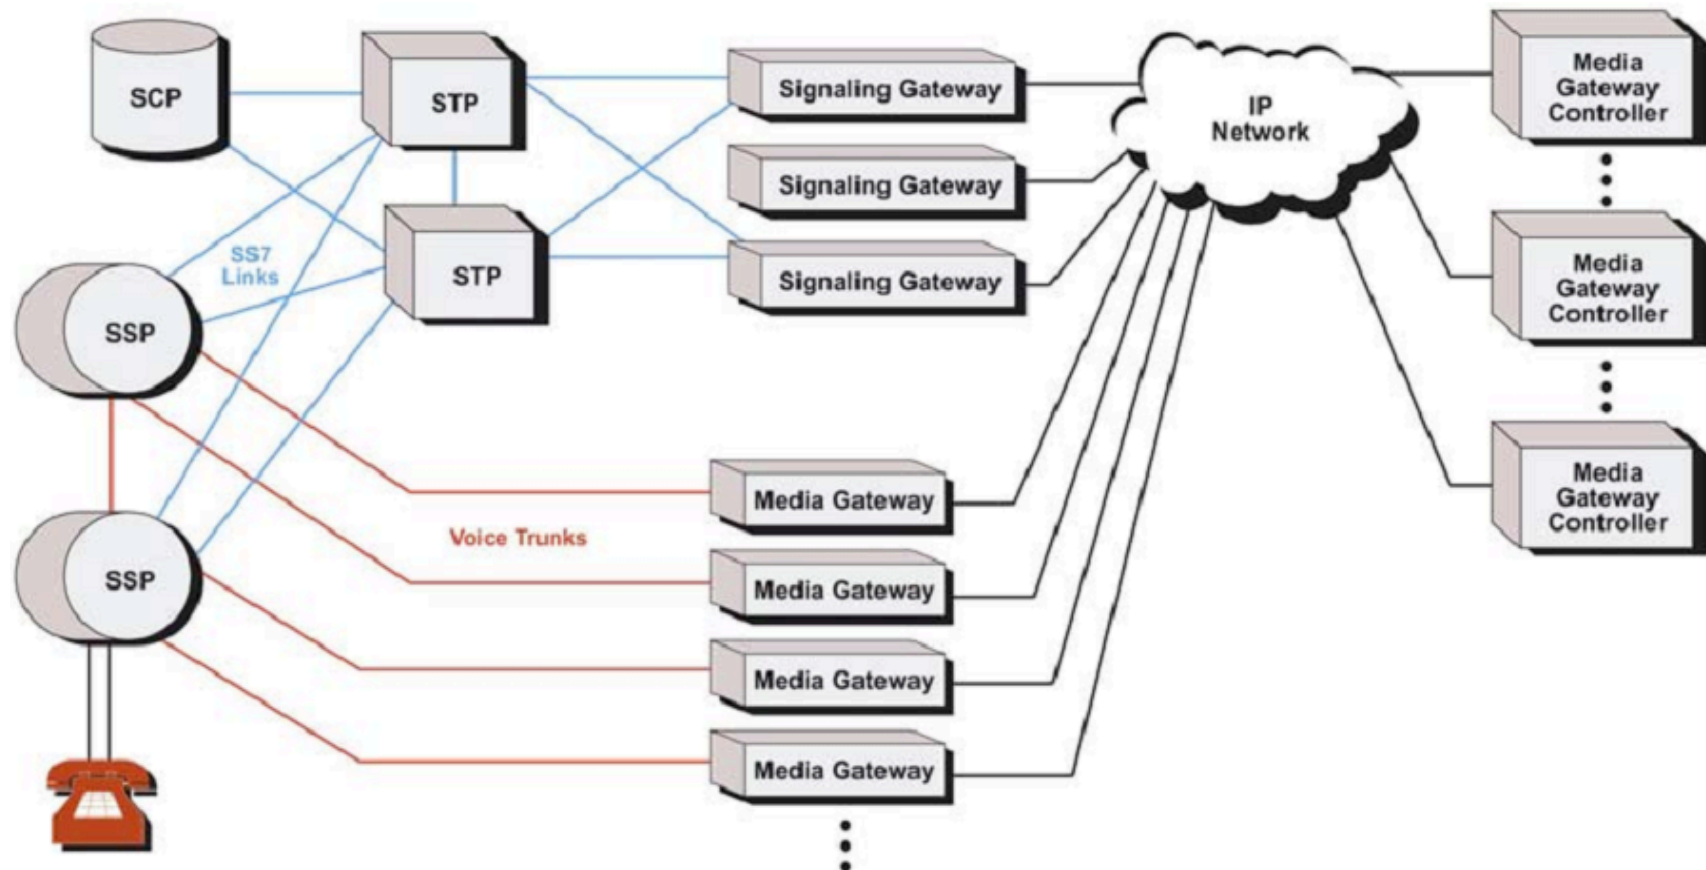 SCP
STP
Signaling Gateway
IP
Network
Media
Gateway
Controller
Signaling Gateway
STP
SS7
Links
Signaling Gateway
Media
Gateway
Controller
SSP
Media
Gateway
Controller
Media Gateway
Voice Trunks
SSP
Media Gateway
Media Gateway
Media Gateway